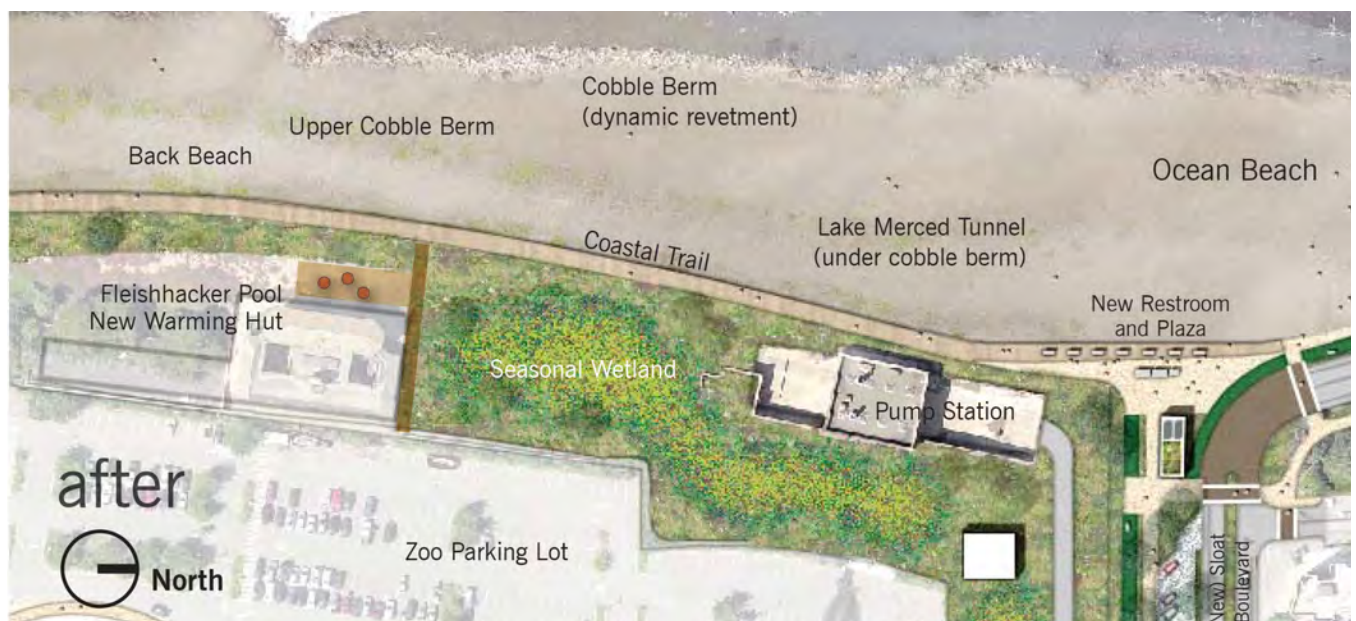 Cobble Berm
(dynamic revetment)
Upper Cobble Berm
Back Beach
Ocean Beach
Lake Merced Tunnel
(under cobble berm)
Coastal Trail
Fleishhacker Pool
New Warming Hut
New Restroom
and Plaza
Seasonal Wetland
Pump Station
after
Zoo Parking Lot
North
(New) Sloat
Boulevard